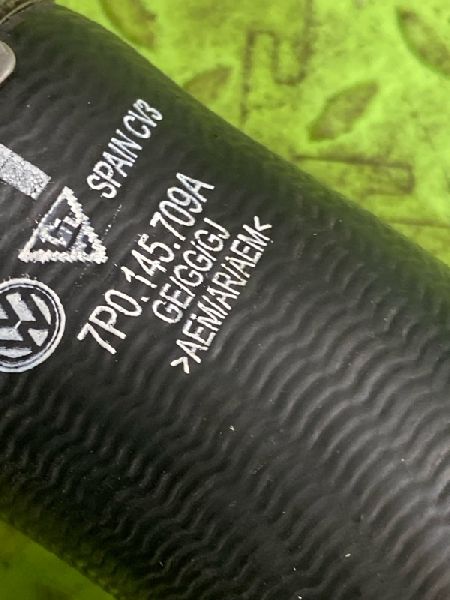 SPAIN CV3
7P0.145.709A
GE/GG/GJ
>AEM/AR/AEM<